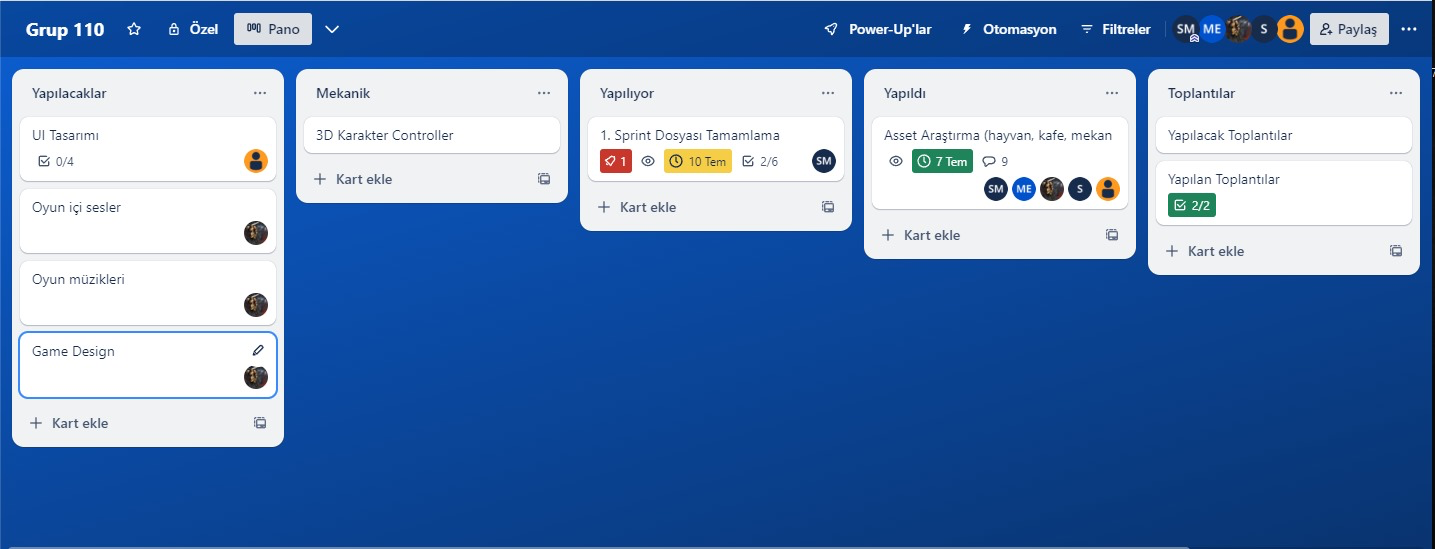 Grup 110
Özel
Pano
Power-Up'lar
Otomasyon
Filtreler
SM
ME
S
Paylaş
Yapılacaklar
UI Tasarımı
0/4
Oyun içi sesler
Oyun müzikleri
Game Design
Kart ekle
Mekanik
3D Karakter Controller
Kart ekle
Yapılıyor
1. Sprint Dosyası Tamamlama
1
10 Tem
2/6
SM
Kart ekle
Yapıldı
Asset Araştırma (hayvan, kafe, mekan
7 Tem
9
SM
ME
S
Kart ekle
Toplantılar
Yapılacak Toplantılar
Yapılan Toplantılar
2/2
Kart ekle